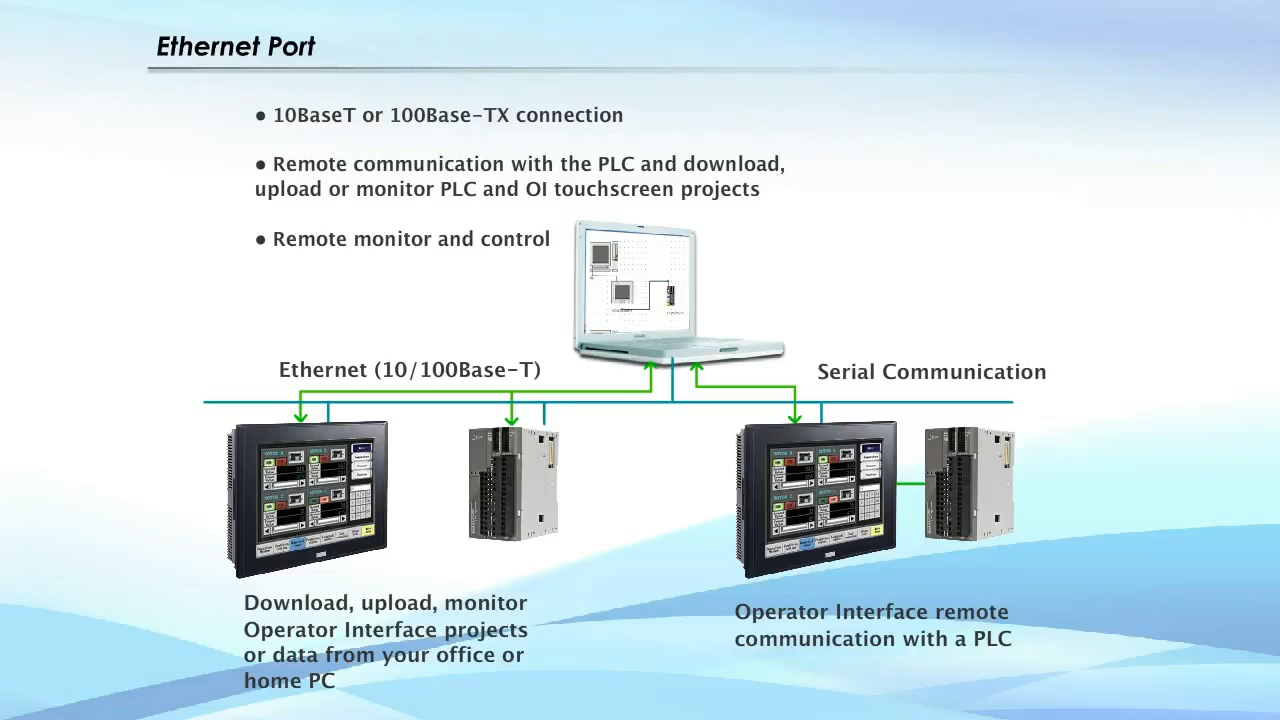 Ethernet Port
● 10BaseT or 100Base-TX connection
● Remote communication with the PLC and download,
upload or monitor PLC and OI touchscreen projects
● Remote monitor and control
Ethernet (10/100Base-T)
Serial Communication
Download, upload, monitor
Operator Interface projects
or data from your office or
home PC
Operator Interface remote
communication with a PLC